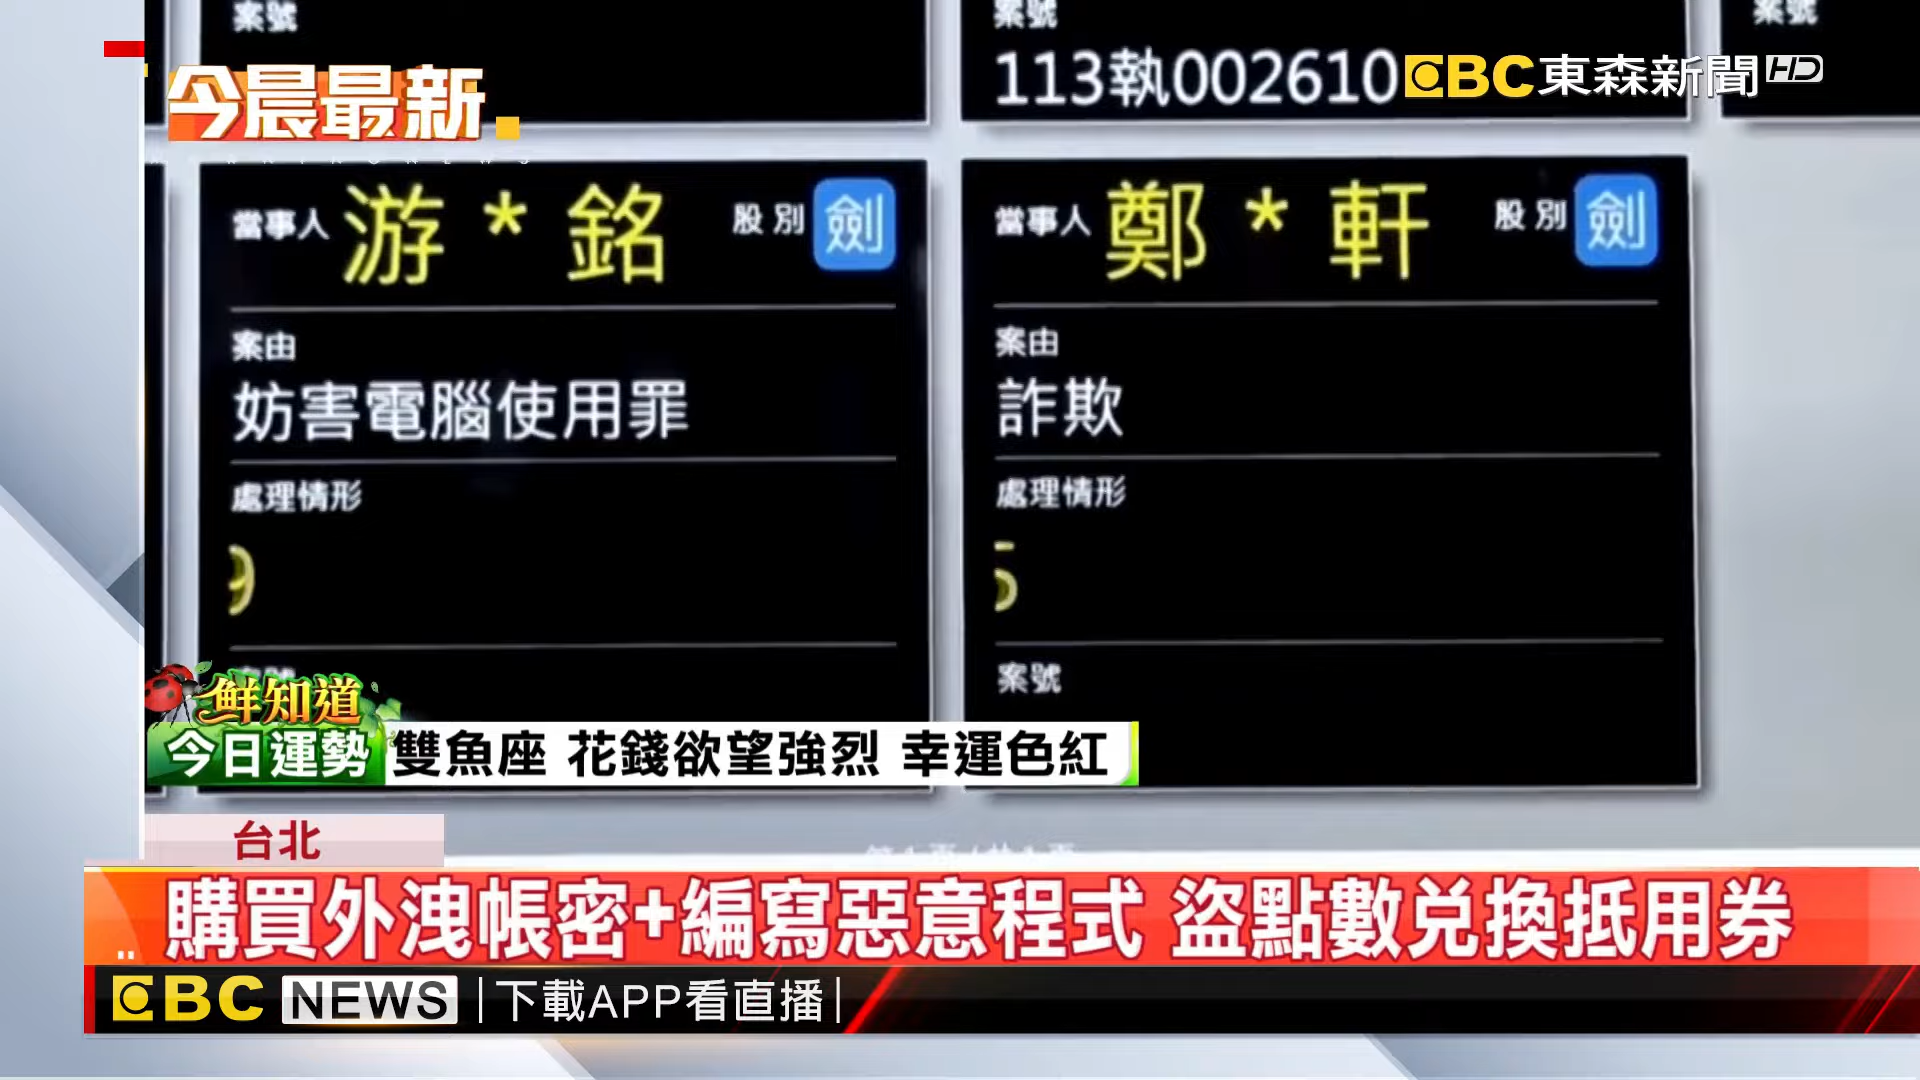 案號
案號
案號
113執002610
EBC東森新聞HD
今晨最新
當事人 游*銘 股別 劍
當事人 鄭*軒 股別 劍
案由
妨害電腦使用罪
案由
詐欺
處理情形
處理情形
案號
鮮知道
今日運勢 雙魚座 花錢欲望強烈 幸運色紅
台北
購買外洩帳密+編寫惡意程式 盜點數兌換抵用券
EBC NEWS 下載APP看直播